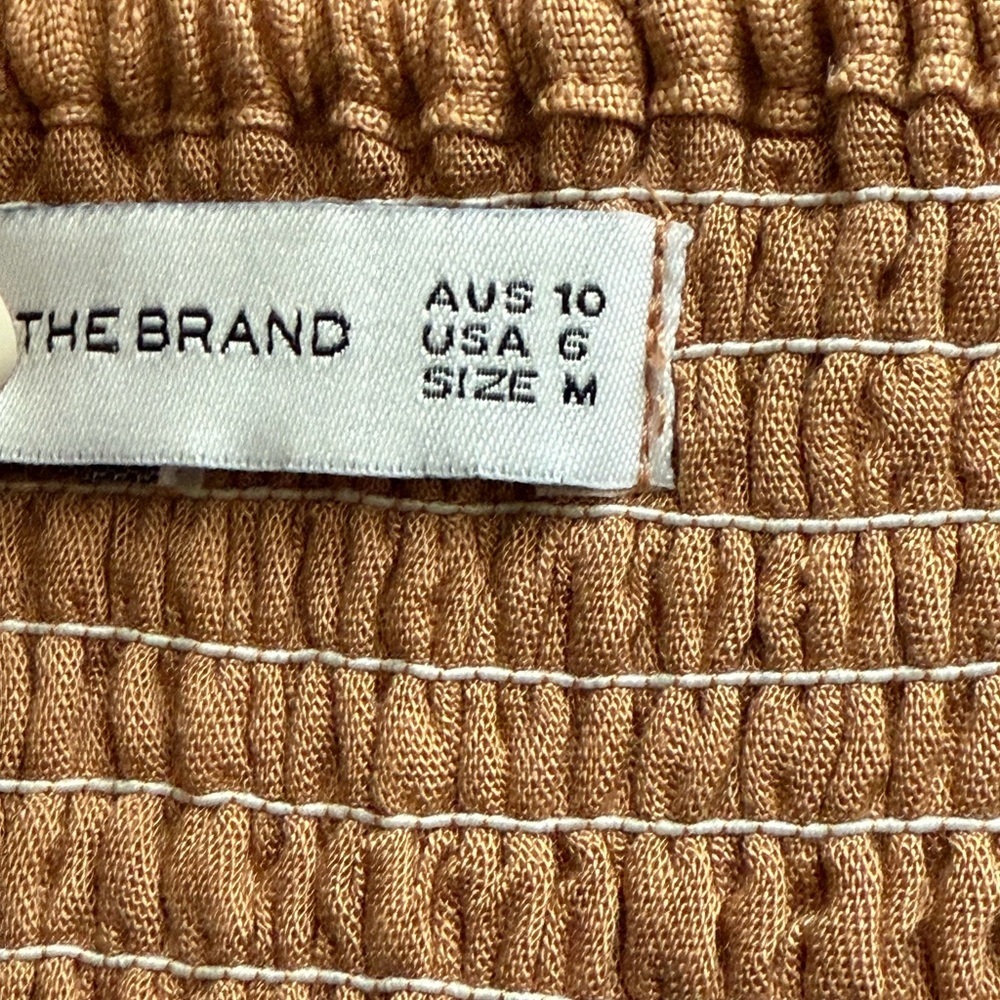 THE BRAND
AUS 10
USA 6
SIZE M